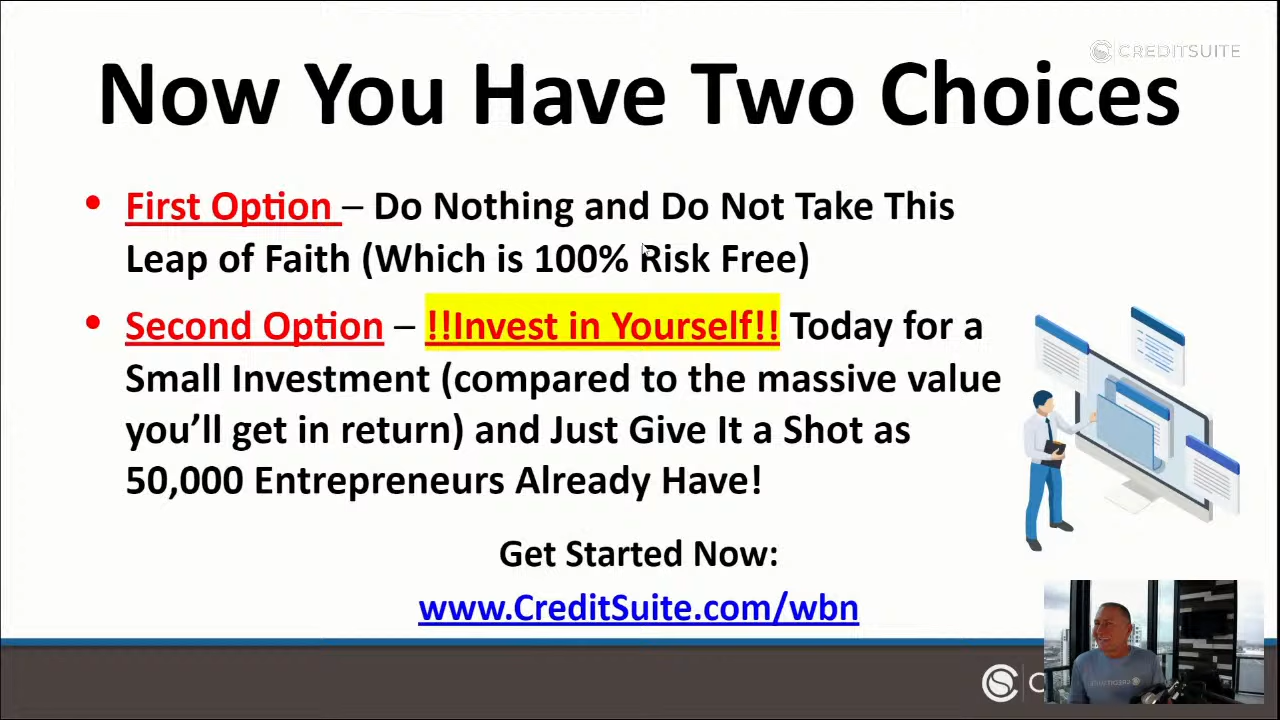 CREDITSUITE
Now You Have Two Choices
• First Option – Do Nothing and Do Not Take This
Leap of Faith (Which is 100% Risk Free)
• Second Option – !!Invest in Yourself!! Today for a
Small Investment (compared to the massive value
you’ll get in return) and Just Give It a Shot as
50,000 Entrepreneurs Already Have!
Get Started Now:
www.CreditSuite.com/wbn